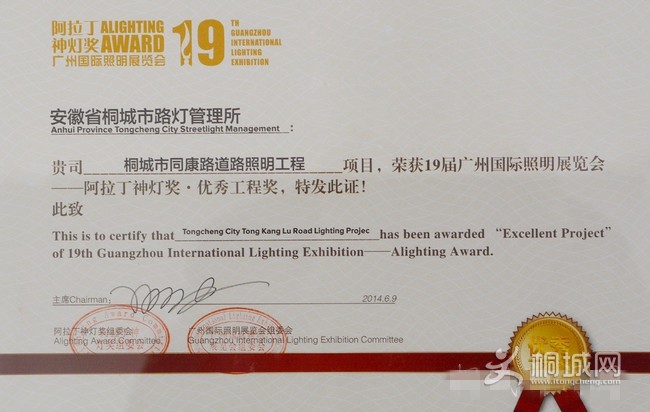 阿拉丁 ALIGHTING
神灯奖 AWARD
广州国际照明展览会
19 TH
GUANGZHOU
INTERNATIONAL
LIGHTING
EXHIBITION
安徽省桐城市路灯管理所
Anhui Province Tongcheng City Streetlight Management :
贵司 桐城市同康路道路照明工程 项目，荣获19届广州国际照明展览会
——阿拉丁神灯奖·优秀工程奖，特发此证！
此致
This is to certify that Tongcheng City Tong Kang Lu Road Lighting Projec has been awarded “Excellent Project”
of 19th Guangzhou International Lighting Exhibition——Alighting Award.
主席Chairman: 2014.6.9
阿拉丁神灯奖组委会 广州国际照明展览会组委会
Alighting Award Committee Guangzhou International Lighting Exhibition Committee
桐城网
www.itongcheng.com